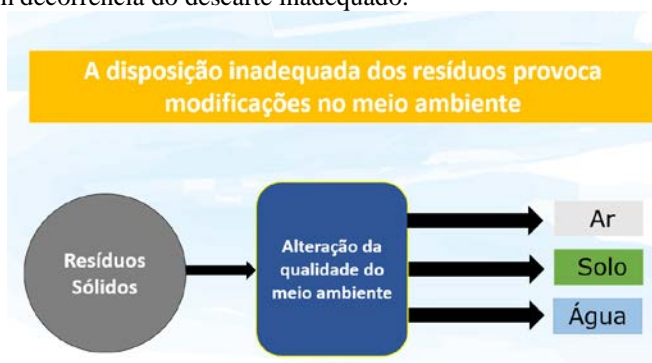 em decorrência do descarte inadequado.
A disposição inadequada dos resíduos provoca
modificações no meio ambiente
Resíduos
Sólidos
Alteração da
qualidade do
meio ambiente
Ar
Solo
Água